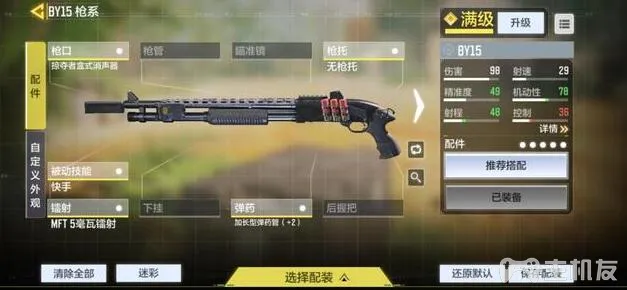 BY15 枪系
满级
升级
配件
自定义外观
枪口
掠夺者盒式消声器
枪管
瞄准镜
枪托
无枪托
被动技能
快手
镭射
MFT 5毫瓦镭射
下挂
弹药
加长型弹药管（+2）
后握把
BY15
伤害 98 射速 29
精准度 49 机动性 78
射程 48 控制 36
详情
配件
推荐搭配
已装备
清除全部
迷彩
选择配装
还原默认
保存配装